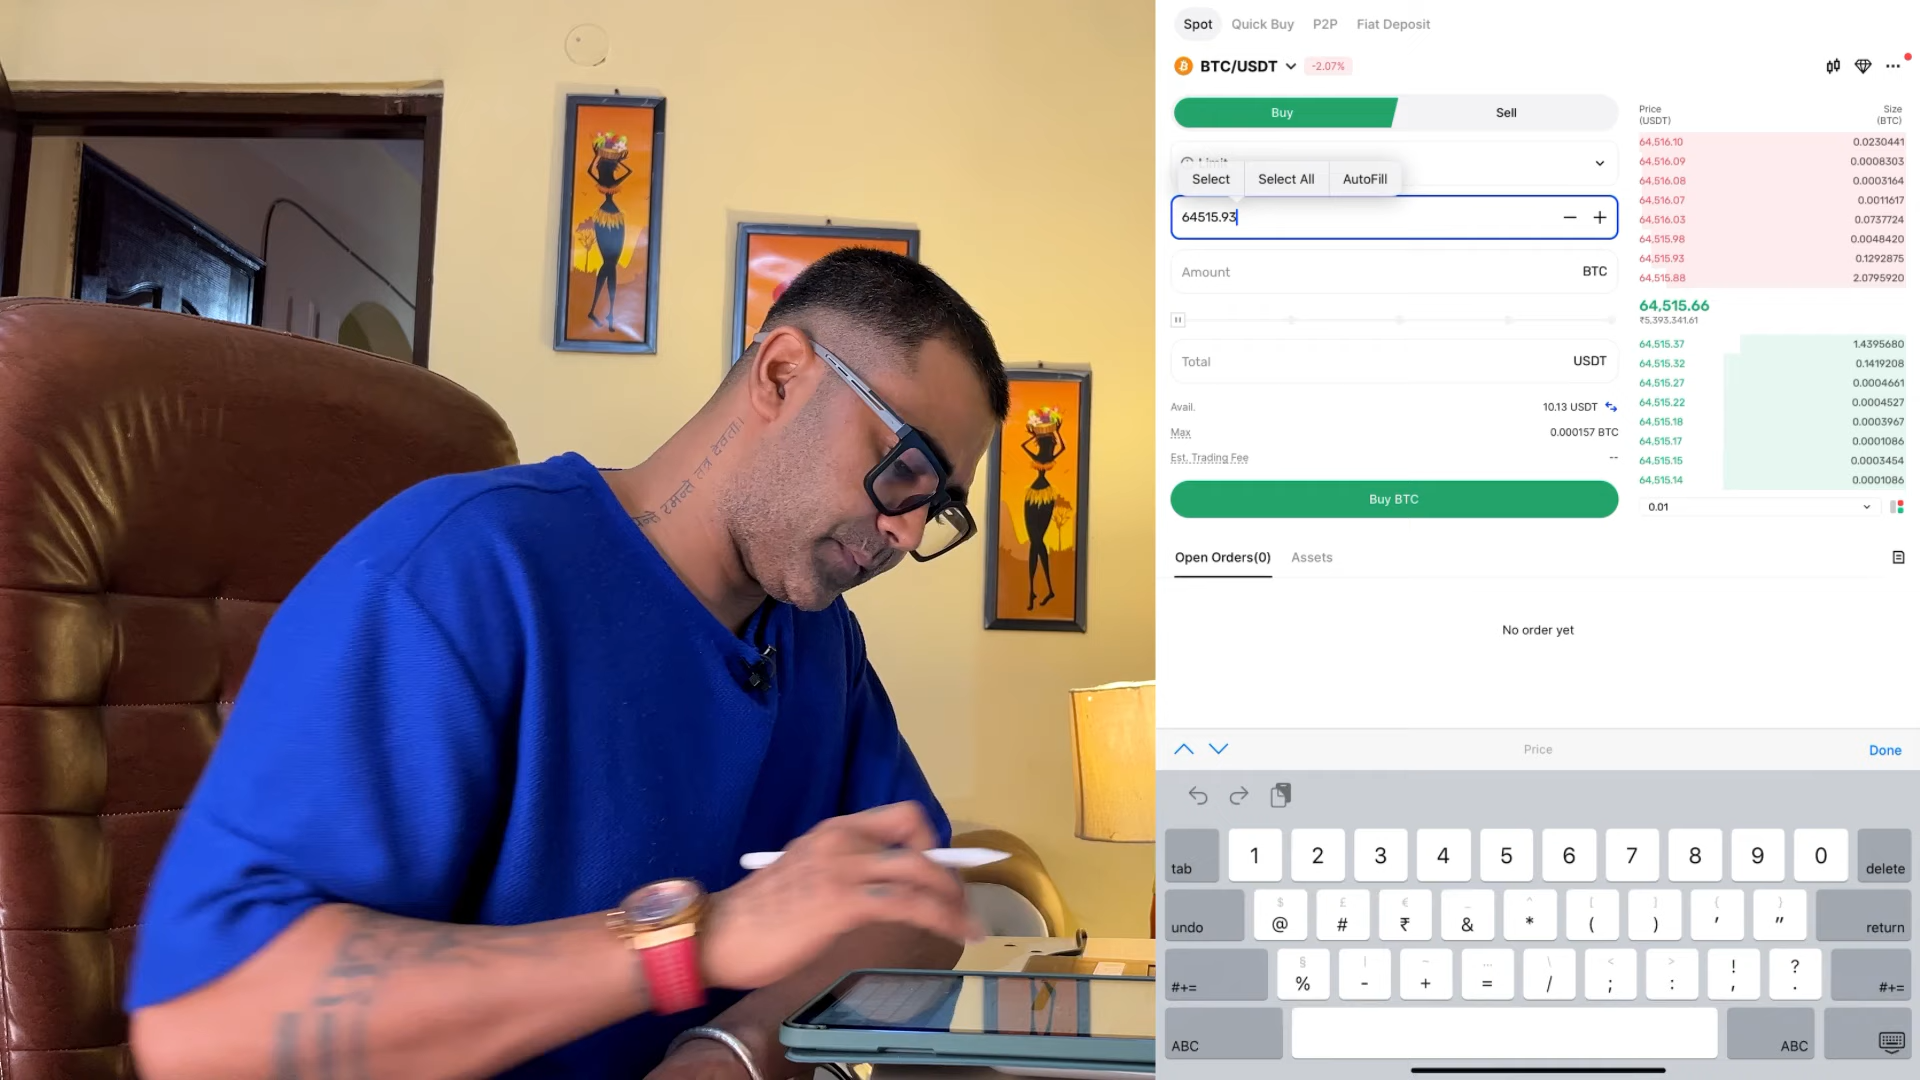 Spot Quick Buy P2P Fiat Deposit
BTC/USDT -2.07%
Buy Sell
Limit
Select Select All AutoFill
64515.93
Amount BTC
Total USDT
Avail. 10.13 USDT
Max 0.000157 BTC
Est. Trading Fee --
Buy BTC
Price Size
(USDT) (BTC)
64,516.10 0.0230441
64,516.09 0.0008303
64,516.08 0.0003164
64,516.07 0.0011617
64,516.03 0.0737724
64,515.98 0.0048420
64,515.93 0.1292875
64,515.88 2.0795920
64,515.66
₹5,393,341.61
64,515.37 1.4395680
64,515.32 0.1419208
64,515.27 0.0004661
64,515.22 0.0004527
64,515.18 0.0003967
64,515.17 0.0001086
64,515.15 0.0003454
64,515.14 0.0001086
0.01
Open Orders(0) Assets
No order yet
Price Done
tab 1 2 3 4 5 6 7 8 9 0 delete
$ £ € _ ^ [ ] { }
undo @ # ₹ & * ( ) ' " return
§ | ~ … \ < > ! ?
#+= % - + = / ; : , . #+=
ABC ABC
रमन्ते तत्र देवता।।